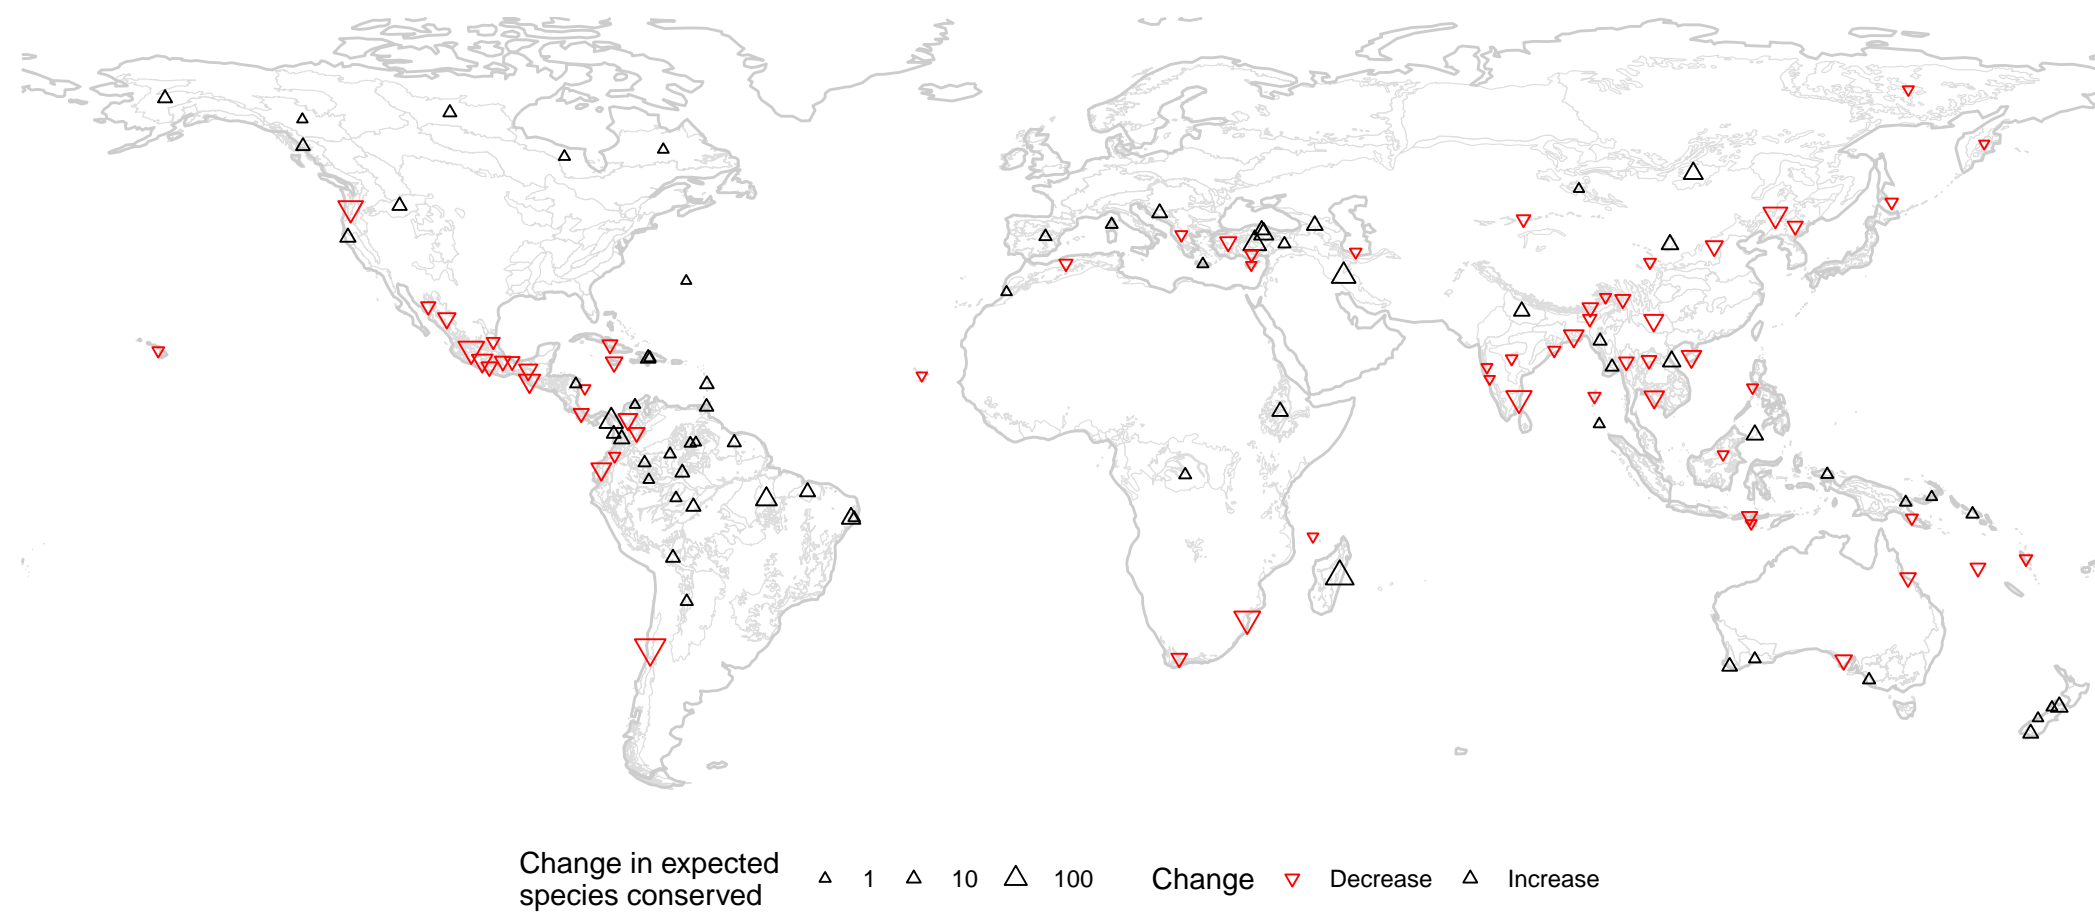 Change in expected
species conserved
1 10 100 Change Decrease Increase